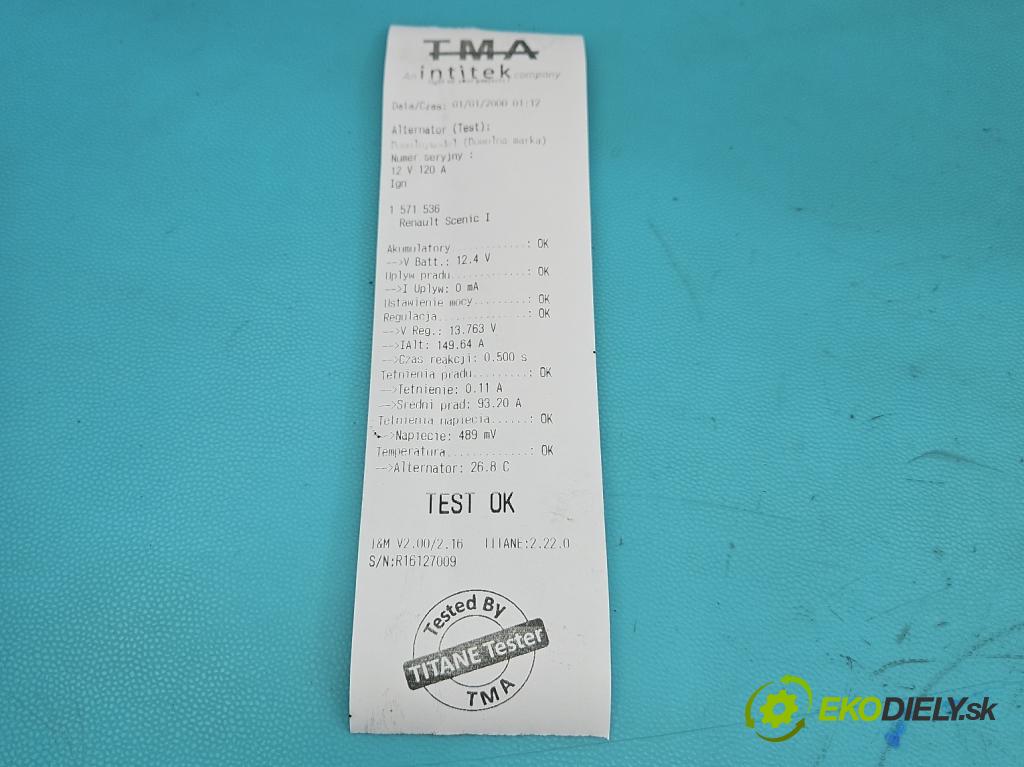 TMA
An intitek company
Data/Czas: 01/01/2000 01:12
Alternator (Test):
(Dowolna marka)
Numer seryjny :
12 V 120 A
Ign
1 571 536
Renault Scenic I
Akumulatory............: OK
-->V Batt.: 12.4 V
Uplyw pradu............: OK
-->I Uplyw: 0 mA
Ustawienie mocy........: OK
Regulacja..............: OK
-->V Reg.: 13.763 V
-->IAlt: 149.64 A
-->Czas reakcji: 0.500 s
Tetnienia pradu........: OK
-->Tetnienie: 0.11 A
-->Sredni prad: 93.20 A
Tetnienia napiecia.....: OK
-->Napiecie: 489 mV
Temperatura............: OK
-->Alternator: 26.8 C
TEST OK
T&M V2.00/2.16 TITANE:2.22.0
S/N:R16127009
Tested By
TITANE Tester
TMA
EKODIELY.sk